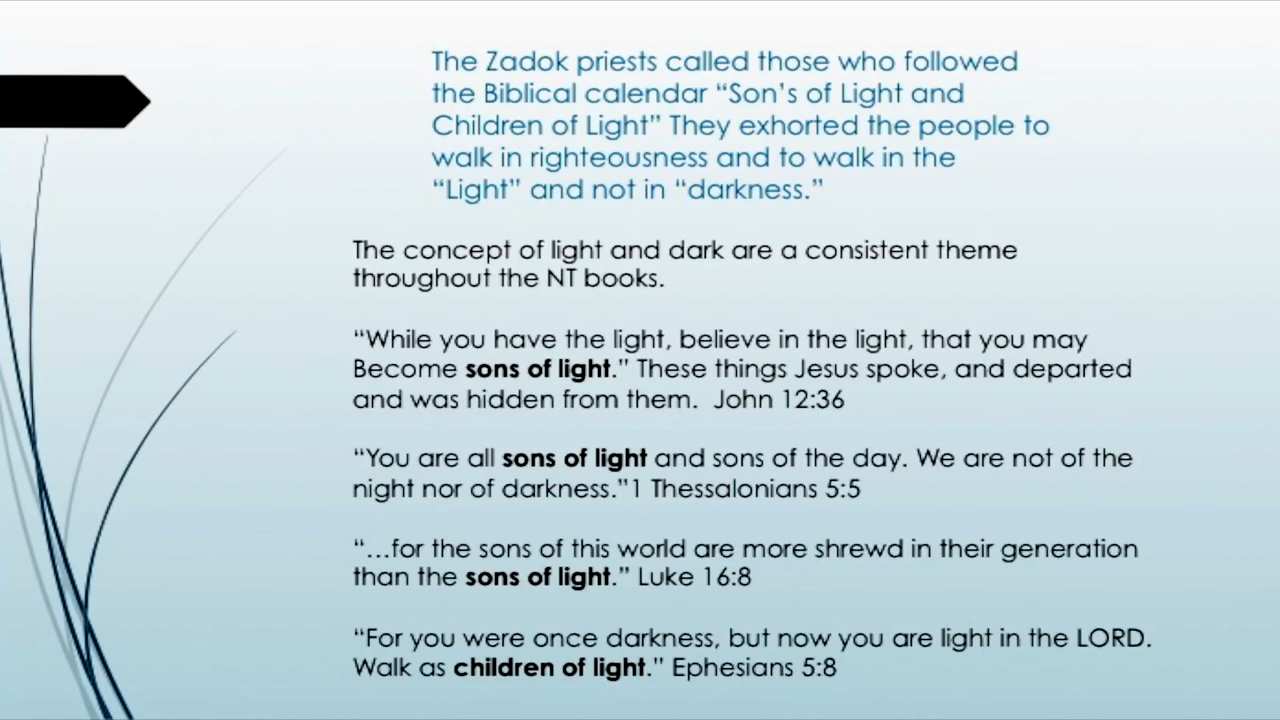 The Zadok priests called those who followed
the Biblical calendar “Son’s of Light and
Children of Light” They exhorted the people to
walk in righteousness and to walk in the
“Light” and not in “darkness.”
The concept of light and dark are a consistent theme
throughout the NT books.
“While you have the light, believe in the light, that you may
Become sons of light.” These things Jesus spoke, and departed
and was hidden from them.  John 12:36
“You are all sons of light and sons of the day. We are not of the
night nor of darkness.”1 Thessalonians 5:5
“…for the sons of this world are more shrewd in their generation
than the sons of light.” Luke 16:8
“For you were once darkness, but now you are light in the LORD.
Walk as children of light.” Ephesians 5:8